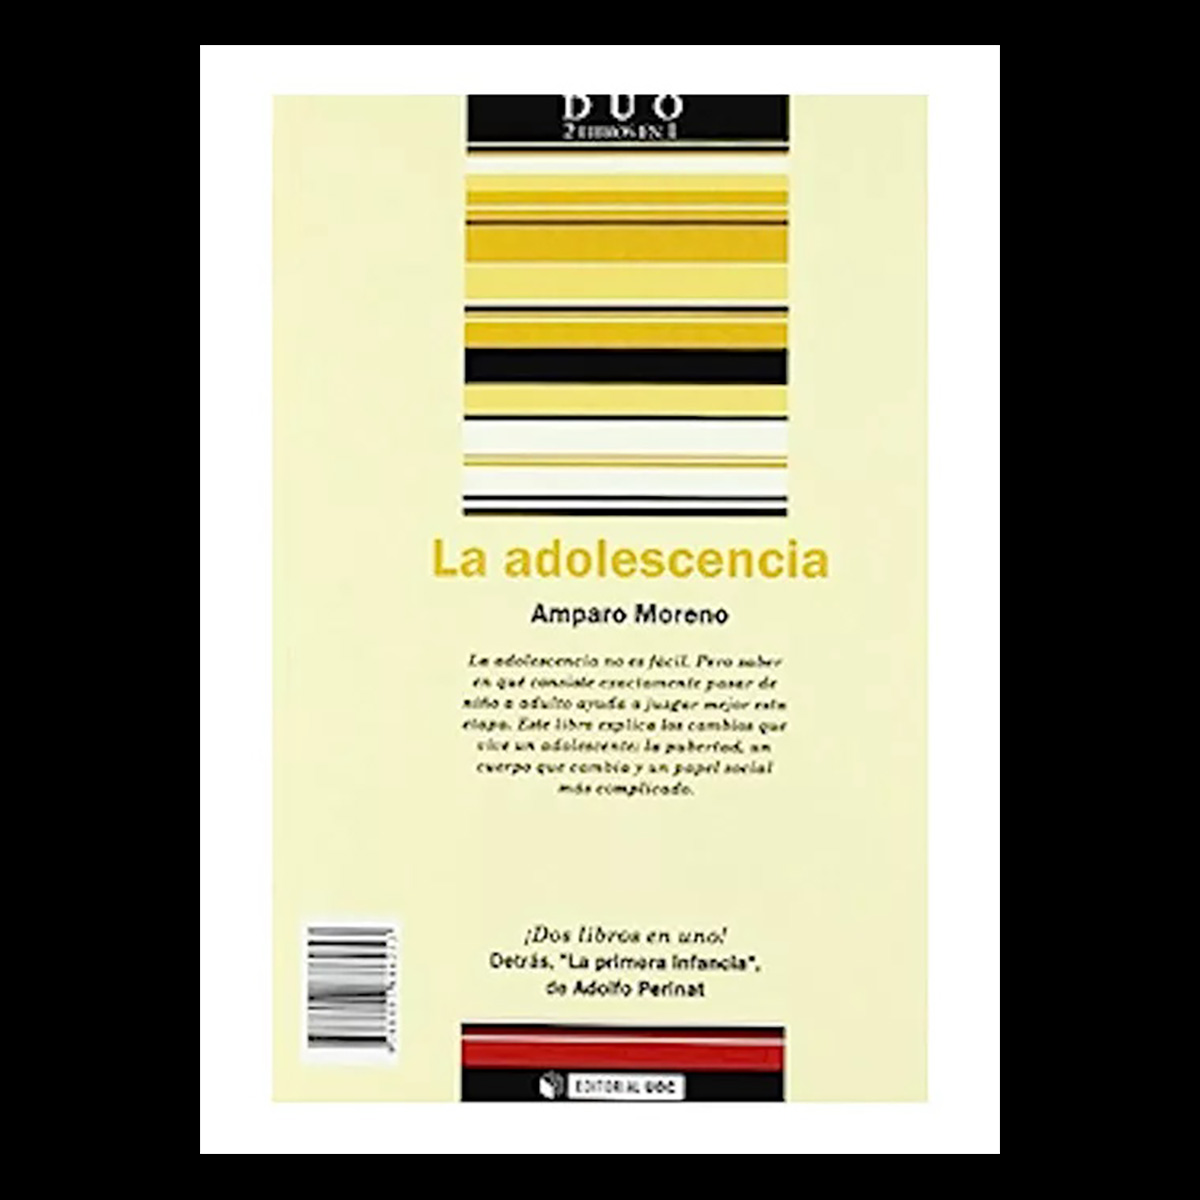 DUO
2 LIBROS EN 1
La adolescencia
Amparo Moreno
La adolescencia no es fácil. Pero saber
en qué consiste exactamente pasar de
niño a adulto ayuda a juzgar mejor esta
etapa. Este libro explica los cambios que
vive un adolescente: la pubertad, un
cuerpo que cambia y un papel social
más complicado.
¡Dos libros en uno!
Detrás, "La primera infancia",
de Adolfo Perinat
EDITORIAL UOC